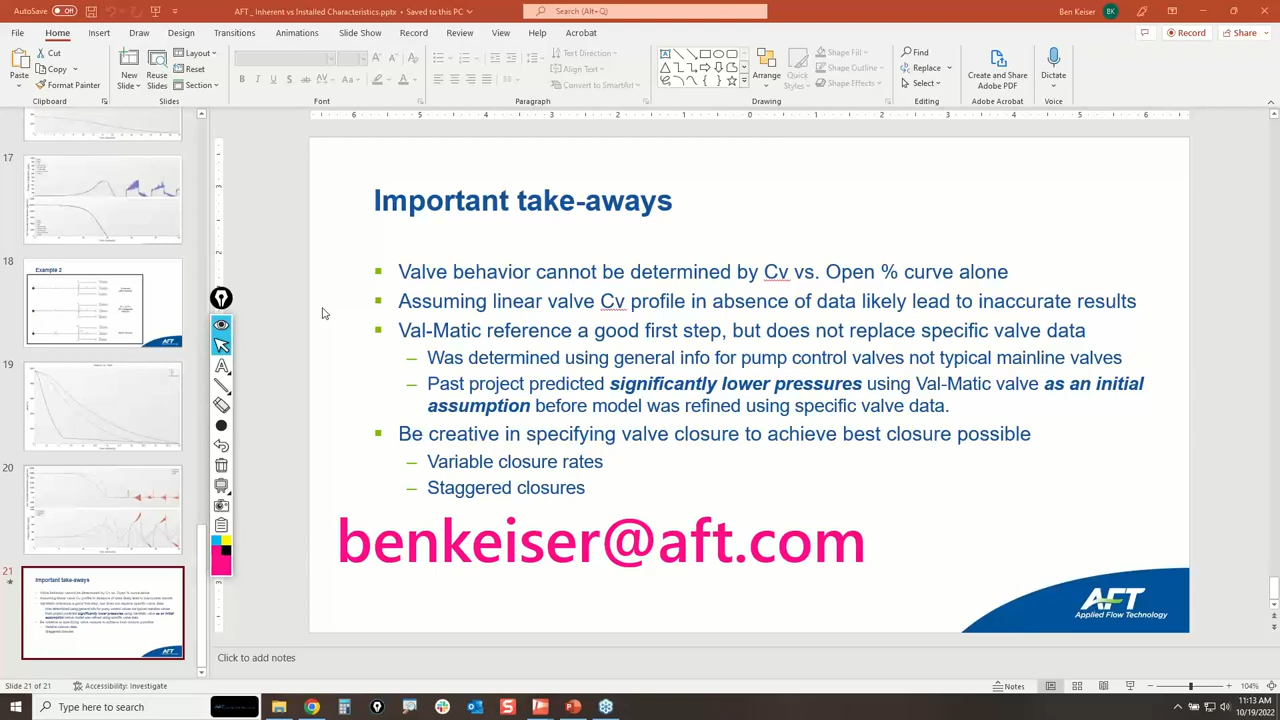 AutoSave Off
AFT _ Inherent vs Installed Characteristics.pptx • Saved to this PC
Search (Alt+Q)
Ben Keiser BK
File Home Insert Draw Design Transitions Animations Slide Show Record Review View Help Acrobat Record Share
Paste Cut Copy Format Painter
New Slide Reuse Slides Layout Reset Section
Text Direction Align Text Convert to SmartArt
Arrange Quick Styles Shape Fill Shape Outline Shape Effects
Find Replace Select
Create and Share Adobe PDF Dictate
Clipboard Slides Font Paragraph Drawing Editing Adobe Acrobat Voice
17
18
Example 2
19
20
21
Important take-aways
Valve behavior cannot be determined by Cv vs. Open % curve alone
Assuming linear valve Cv profile in absence of data likely lead to inaccurate results
Val-Matic reference a good first step, but does not replace specific valve data
– Was determined using general info for pump control valves not typical mainline valves
– Past project predicted significantly lower pressures using Val-Matic valve as an initial
assumption before model was refined using specific valve data.
Be creative in specifying valve closure to achieve best closure possible
– Variable closure rates
– Staggered closures
benkeiser@aft.com
AFT
Applied Flow Technology
Click to add notes
Slide 21 of 21 Accessibility: Investigate Notes 104%
Type here to search
11:13 AM
10/19/2022